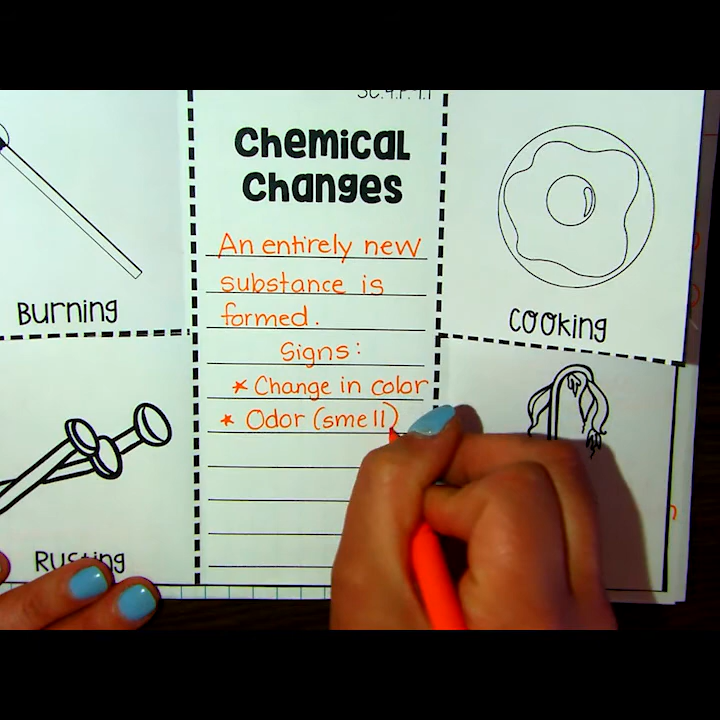 Chemical
Changes
An entirely new
substance is
formed.
Signs:
* Change in color
* Odor (smell)
Burning
Cooking
Rusting